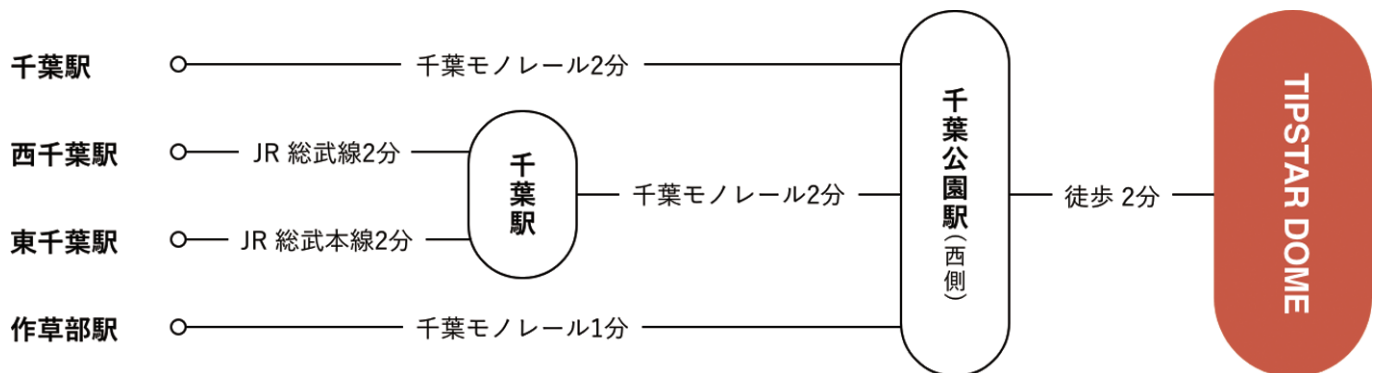 千葉駅
千葉モノレール2分
西千葉駅
JR 総武線2分
東千葉駅
JR 総武本線2分
千葉駅
千葉モノレール2分
作草部駅
千葉モノレール1分
千葉公園駅(西側)
徒歩 2分
TIPSTAR DOME